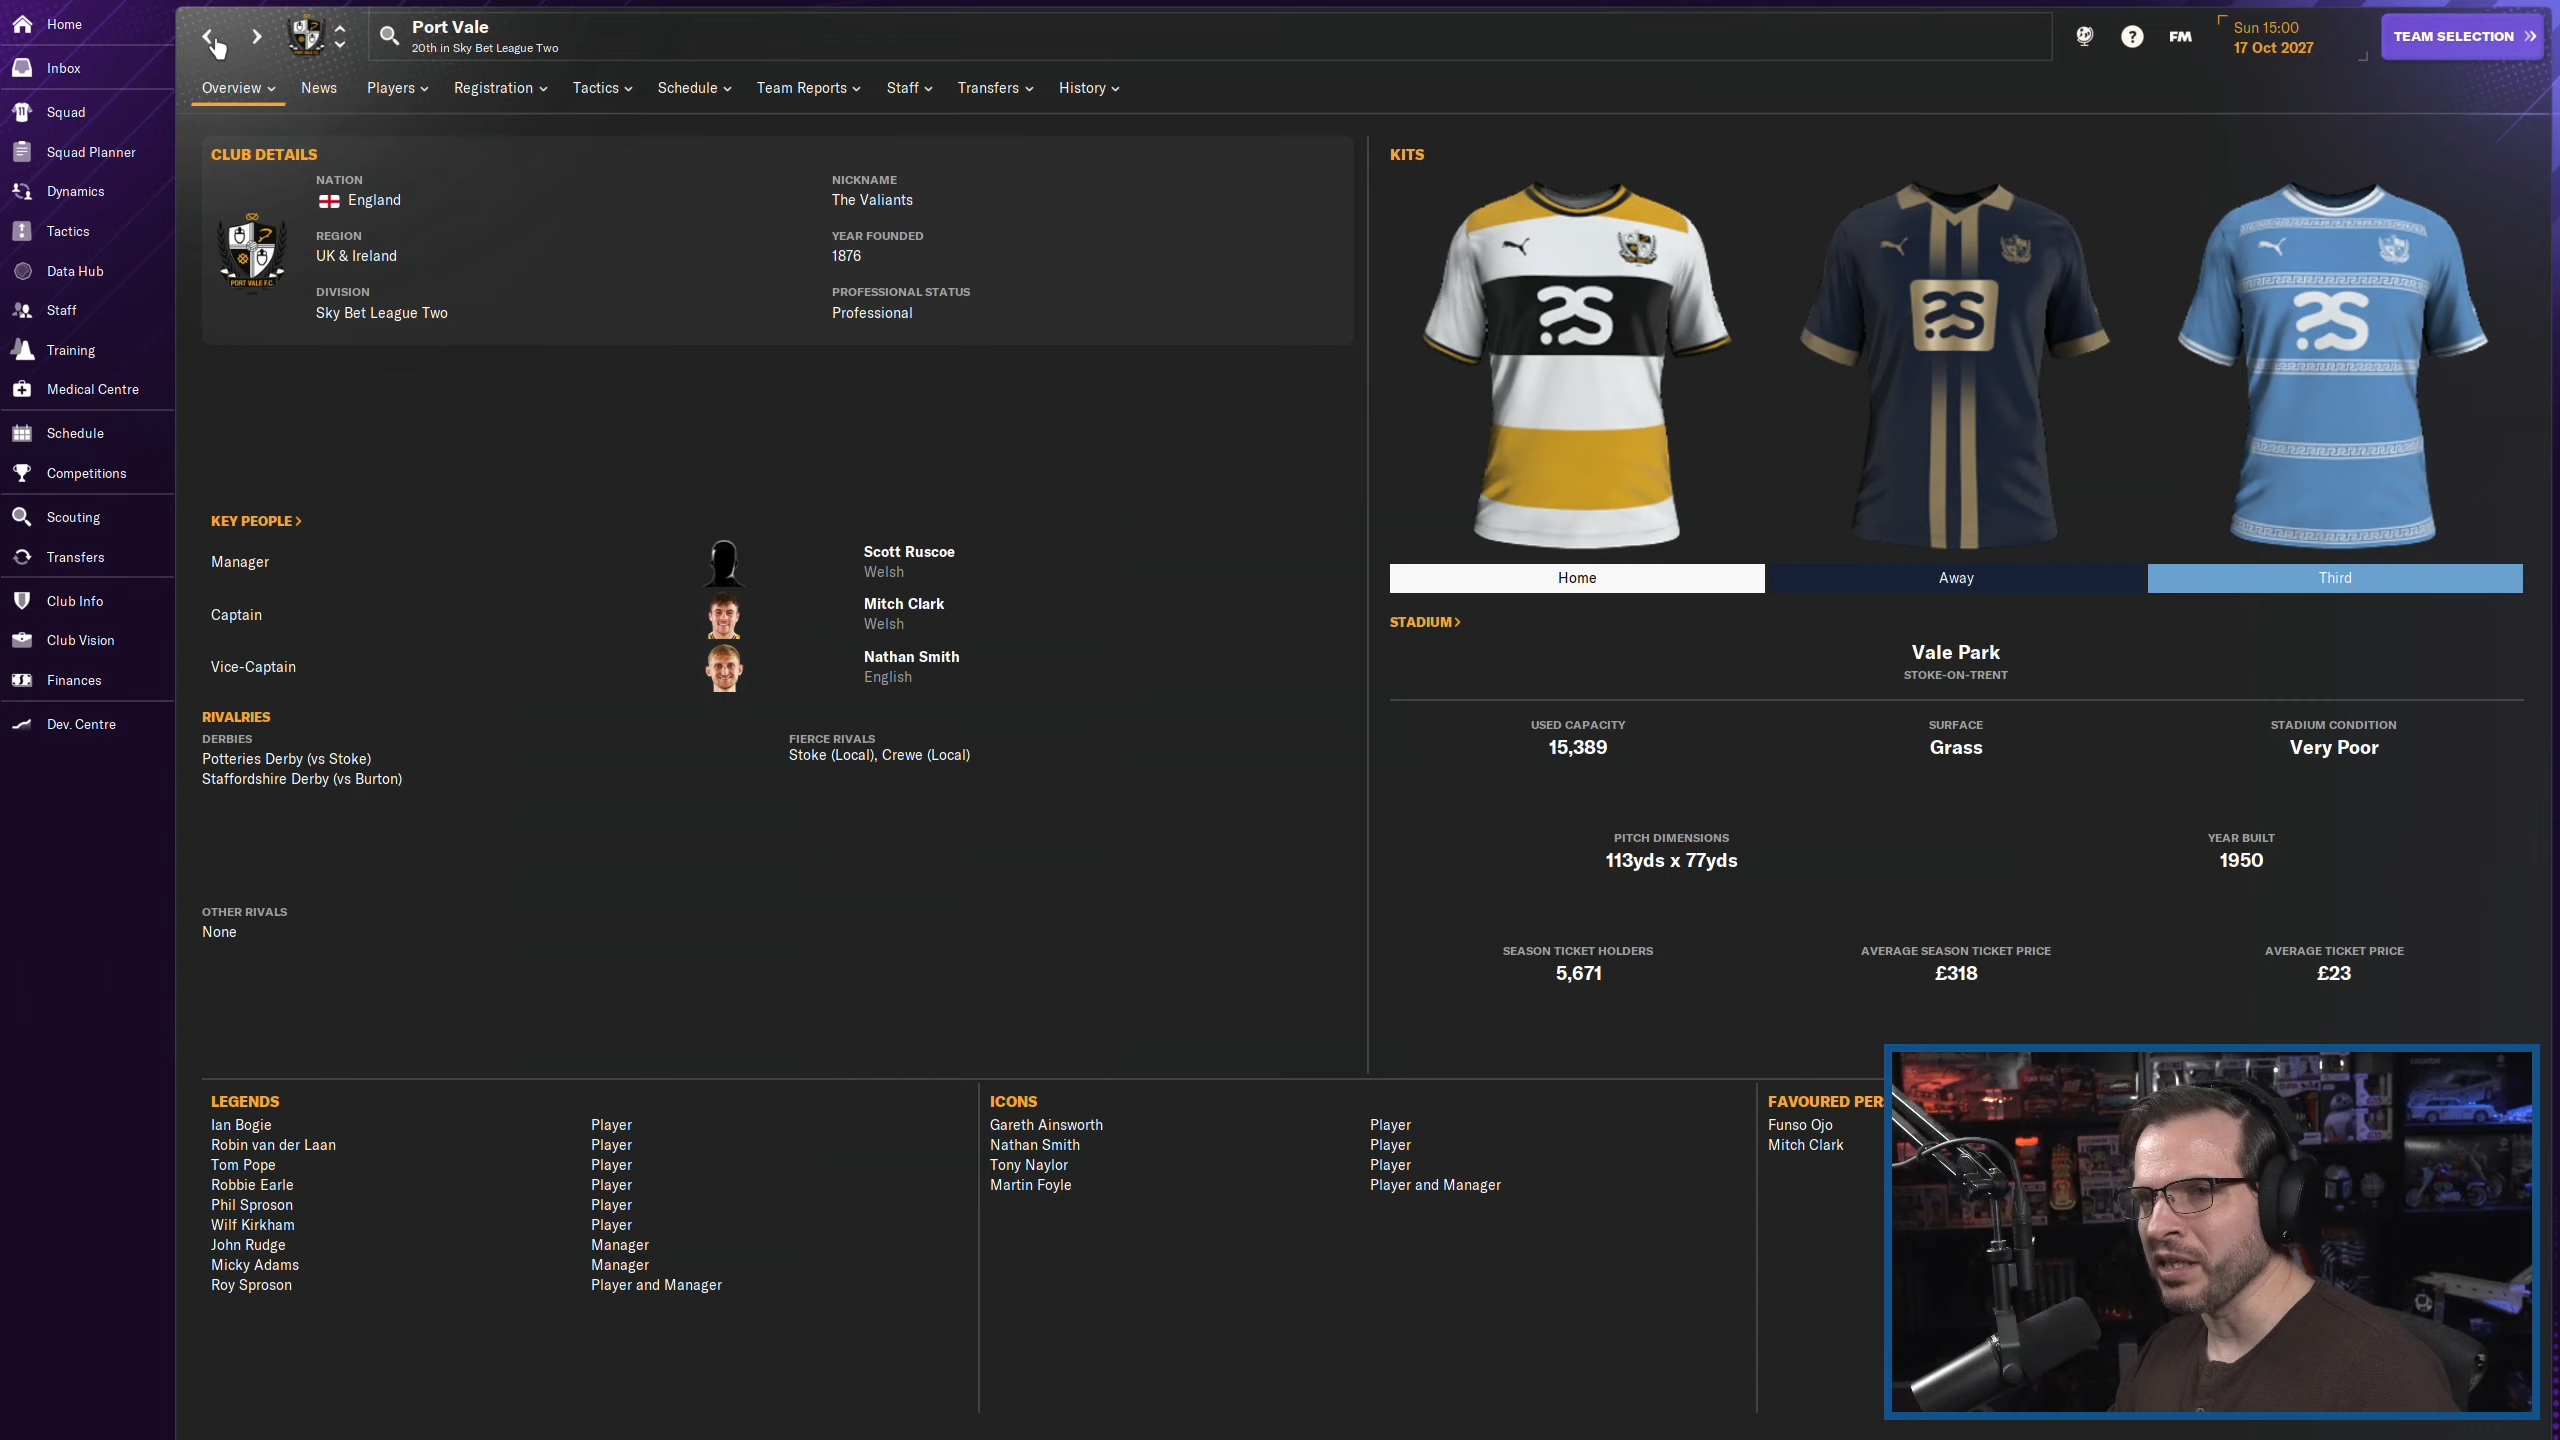 Home
Inbox
Squad
Squad Planner
Dynamics
Tactics
Data Hub
Staff
Training
Medical Centre
Schedule
Competitions
Scouting
Transfers
Club Info
Club Vision
Finances
Dev. Centre
Port Vale
20th in Sky Bet League Two
?
FM
Sun 15:00
17 Oct 2027
TEAM SELECTION
Overview
News
Players
Registration
Tactics
Schedule
Team Reports
Staff
Transfers
History
CLUB DETAILS
PORT VALE F.C.
NATION
England
NICKNAME
The Valiants
REGION
UK & Ireland
YEAR FOUNDED
1876
DIVISION
Sky Bet League Two
PROFESSIONAL STATUS
Professional
KEY PEOPLE
Manager
Scott Ruscoe
Welsh
Captain
Mitch Clark
Welsh
Vice-Captain
Nathan Smith
English
RIVALRIES
DERBIES
Potteries Derby (vs Stoke)
Staffordshire Derby (vs Burton)
FIERCE RIVALS
Stoke (Local), Crewe (Local)
OTHER RIVALS
None
KITS
Home
Away
Third
STADIUM
Vale Park
STOKE-ON-TRENT
USED CAPACITY
15,389
SURFACE
Grass
STADIUM CONDITION
Very Poor
PITCH DIMENSIONS
113yds x 77yds
YEAR BUILT
1950
SEASON TICKET HOLDERS
5,671
AVERAGE SEASON TICKET PRICE
£318
AVERAGE TICKET PRICE
£23
LEGENDS
Ian Bogie Player
Robin van der Laan Player
Tom Pope Player
Robbie Earle Player
Phil Sproson Player
Wilf Kirkham Player
John Rudge Manager
Micky Adams Manager
Roy Sproson Player and Manager
ICONS
Gareth Ainsworth Player
Nathan Smith Player
Tony Naylor Player
Martin Foyle Player and Manager
FAVOURED PER
Funso Ojo
Mitch Clark